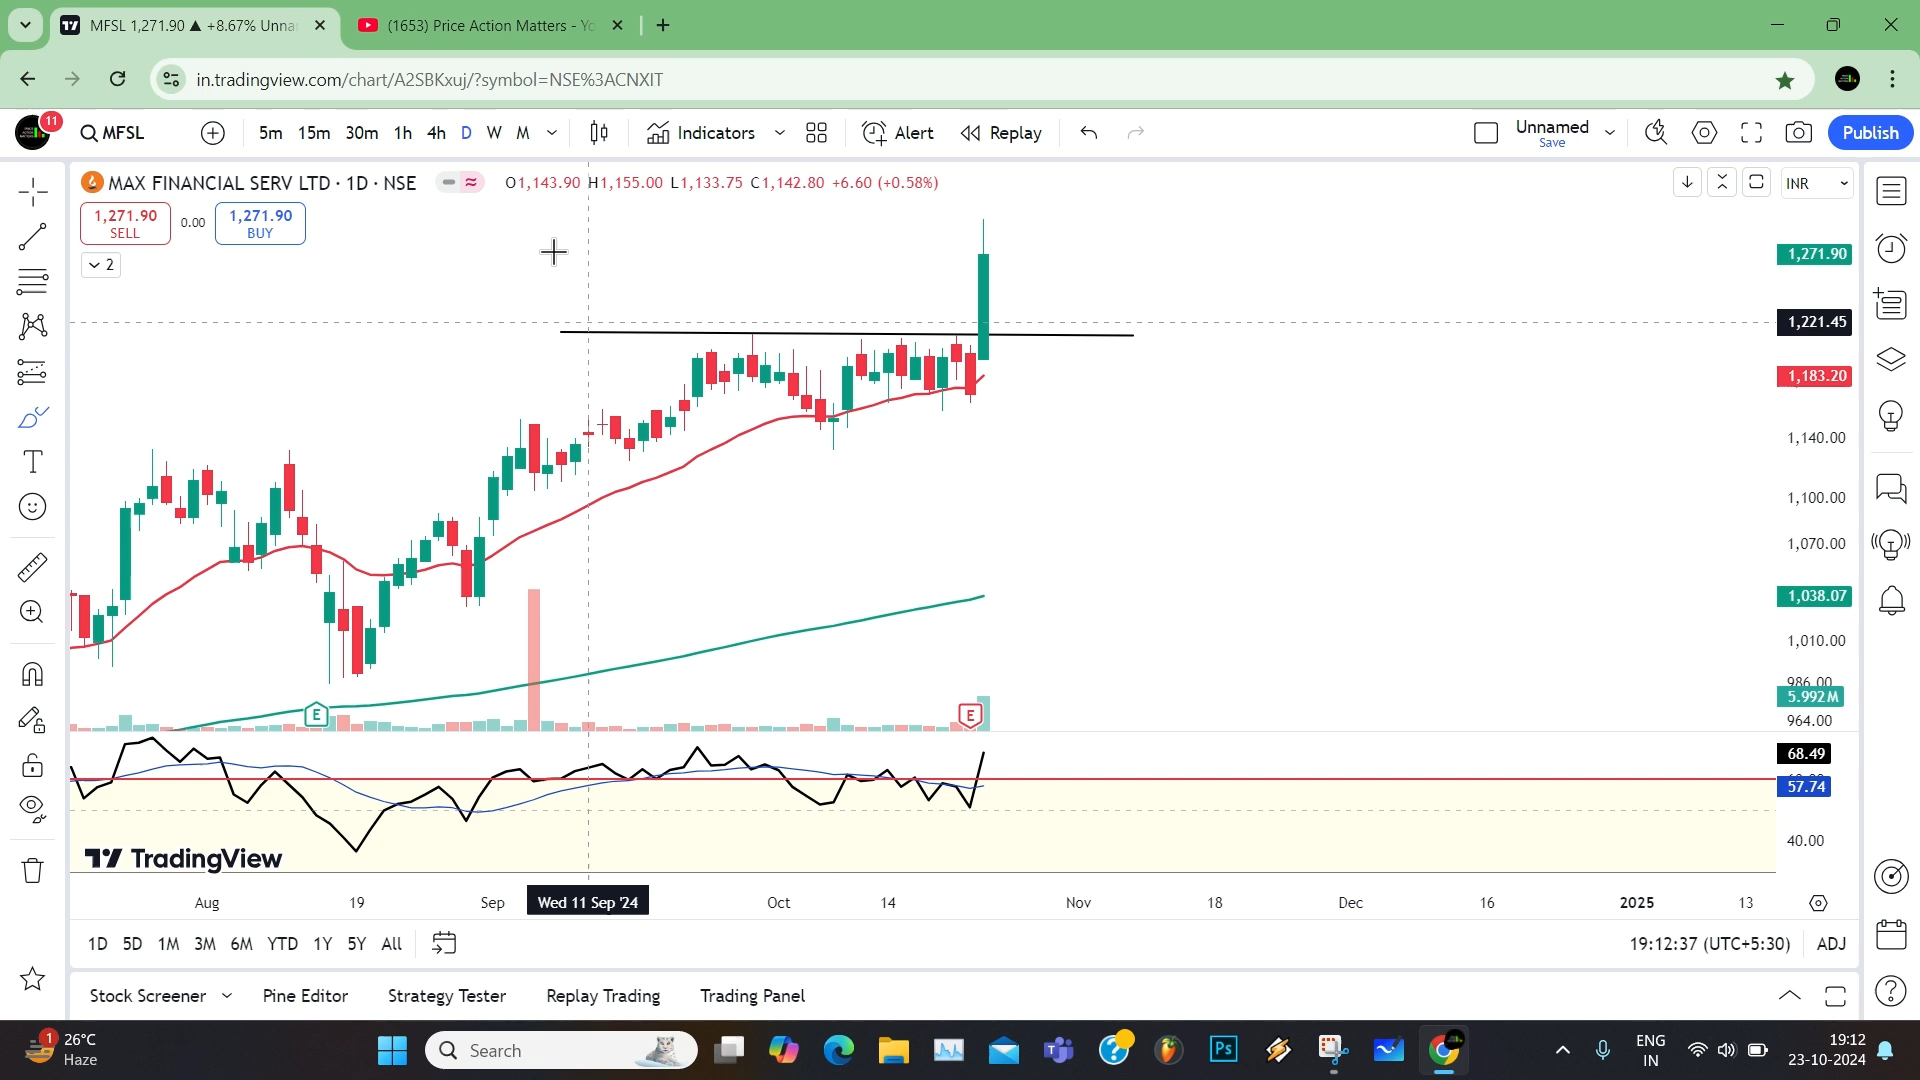 MFSL 1,271.90 ▲ +8.67% Unna
(1653) Price Action Matters - Yo
in.tradingview.com/chart/A2SBKxuj/?symbol=NSE%3ACNXIT
11
MFSL
5m 15m 30m 1h 4h D W M
Indicators
Alert
Replay
Unnamed
Save
Publish
MAX FINANCIAL SERV LTD · 1D · NSE
O1,143.90 H1,155.00 L1,133.75 C1,142.80 +6.60 (+0.58%)
INR
1,271.90
SELL
0.00
1,271.90
BUY
2
1,271.90
1,221.45
1,183.20
1,140.00
1,100.00
1,070.00
1,038.07
1,010.00
986.00
5.992M
964.00
E
E
68.49
57.74
40.00
TradingView
Aug 19 Sep Wed 11 Sep '24 Oct 14 Nov 18 Dec 16 2025 13
1D 5D 1M 3M 6M YTD 1Y 5Y All
19:12:37 (UTC+5:30)
ADJ
Stock Screener
Pine Editor
Strategy Tester
Replay Trading
Trading Panel
1
26°C
Haze
Search
Ps
ENG
IN
19:12
23-10-2024